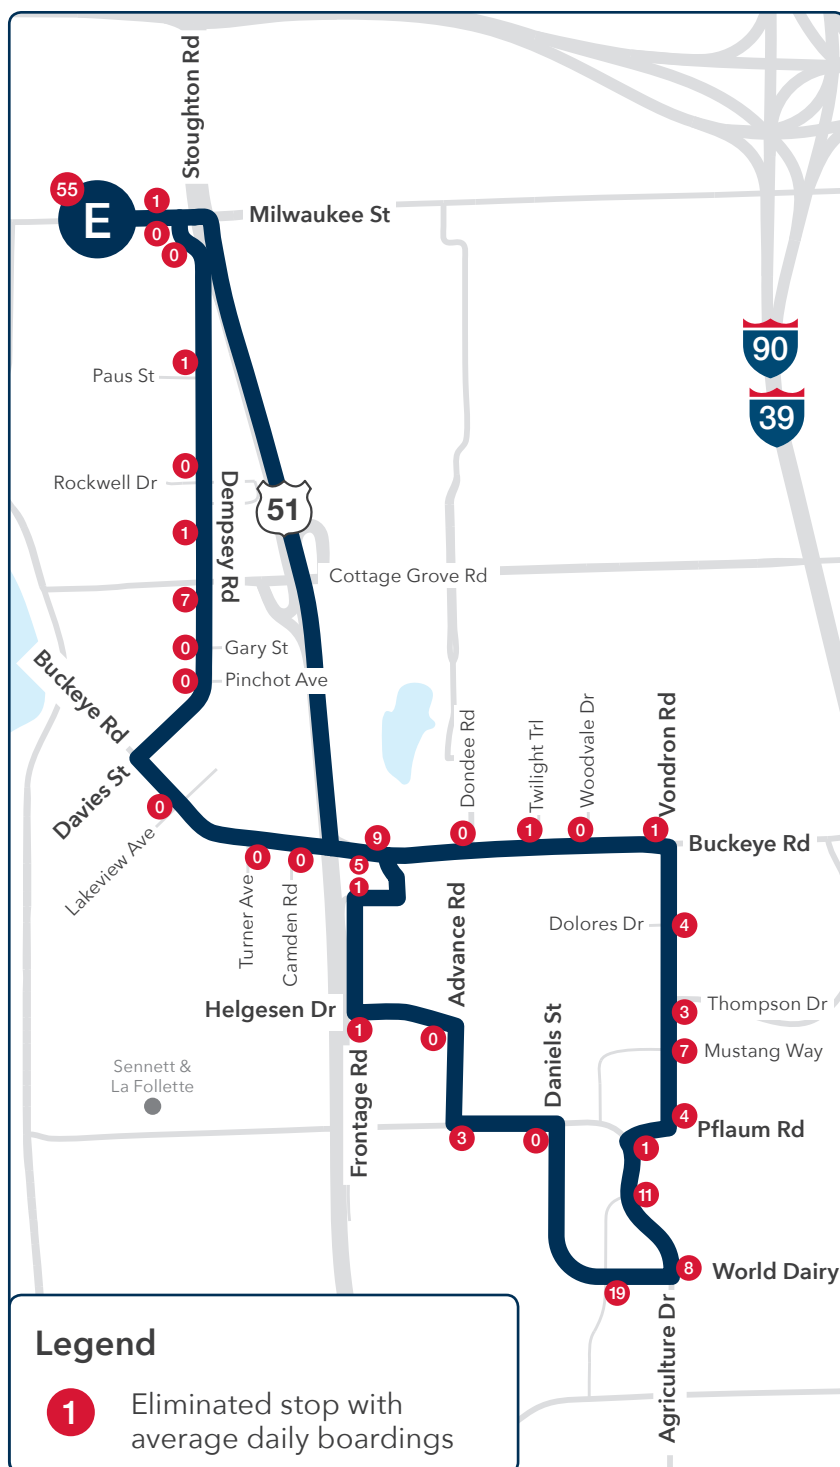 Stoughton Rd
55
E
1
Milwaukee St
0
0
90
1
Paus St
39
0
Rockwell Dr
Dempsey Rd
51
1
Cottage Grove Rd
7
0
Gary St
0
Pinchot Ave
Buckeye Rd
Davies St
Dondee Rd
Twilight Trl
Woodvale Dr
Vondron Rd
0
Lakeview Ave
9
0
1
0
1
Buckeye Rd
0
0
5
1
Turner Ave
Camden Rd
Advance Rd
Dolores Dr
4
Helgesen Dr
1
0
3
Thompson Dr
Daniels St
7
Mustang Way
Sennett &
La Follette
Frontage Rd
3
0
4
Pflaum Rd
1
11
8
World Dairy
19
Agriculture Dr
Legend
1
Eliminated stop with
average daily boardings